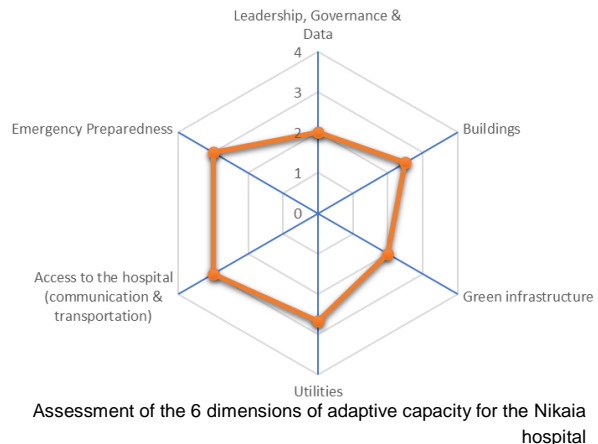 Leadership, Governance &
Data
4
3
2
1
0
Emergency Preparedness
Buildings
Access to the hospital
(communication &
transportation)
Green infrastructure
Utilities
Assessment of the 6 dimensions of adaptive capacity for the Nikaia
hospital